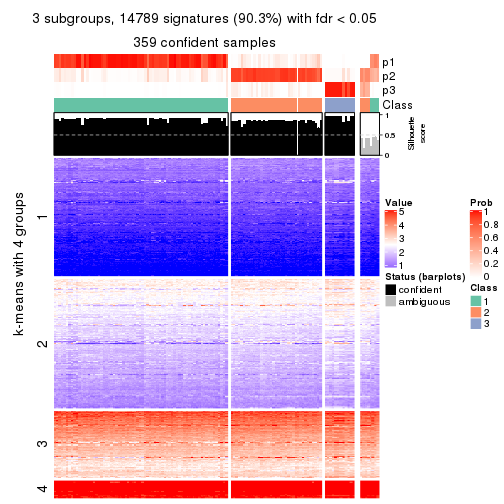 3 subgroups, 14789 signatures (90.3%) with fdr < 0.05
359 confident samples
p1
p2
p3
Class
1
0.5
0
Silhouette
score
k-means with 4 groups
1
2
3
4
Value
5
4
3
2
1
Status (barplots)
confident
ambiguous
Prob
1
0.8
0.6
0.4
0.2
0
Class
1
2
3